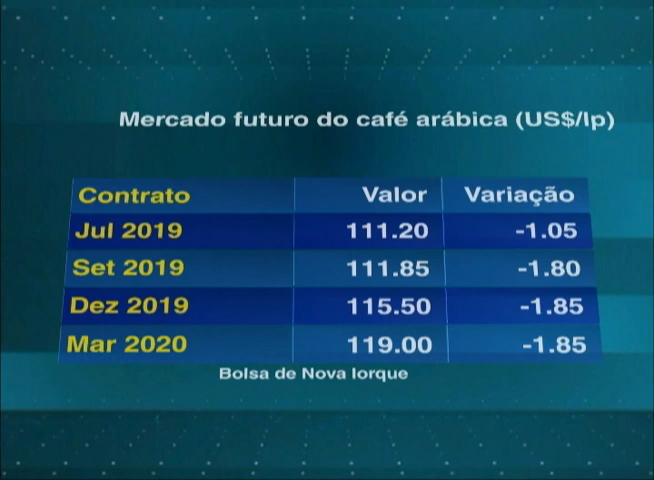 Mercado futuro do café arábica (US$/lp)
Contrato Valor Variação
Jul 2019 111.20 -1.05
Set 2019 111.85 -1.80
Dez 2019 115.50 -1.85
Mar 2020 119.00 -1.85
Bolsa de Nova Iorque